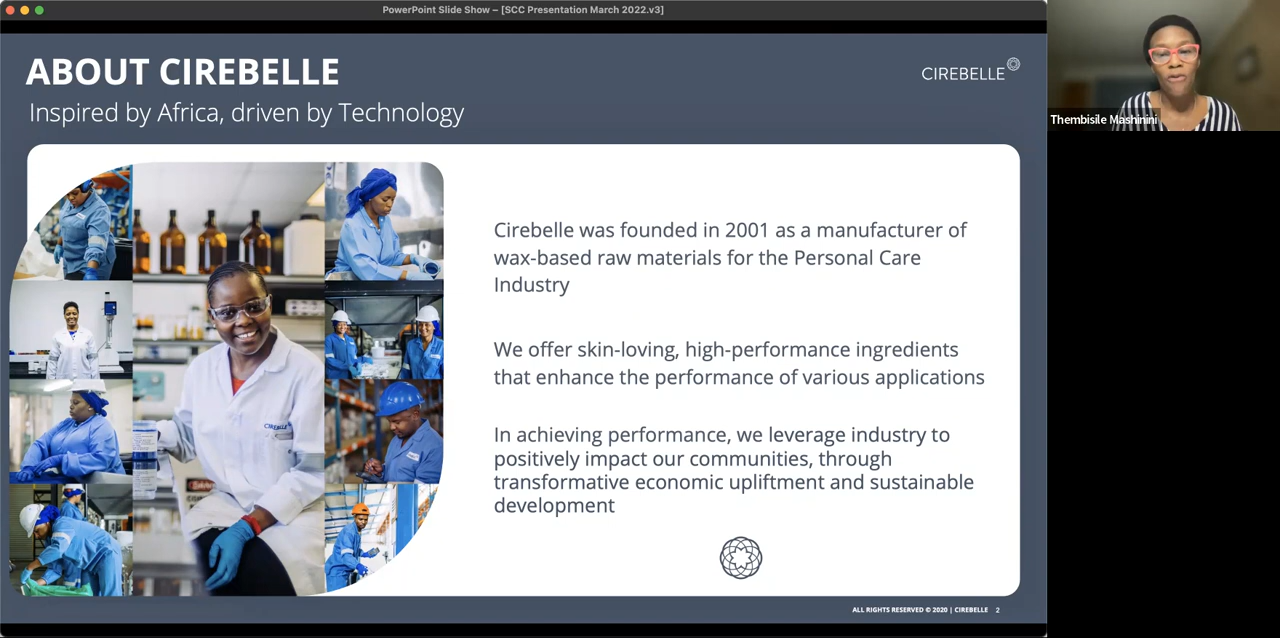 PowerPoint Slide Show – [SCC Presentation March 2022.v3]
ABOUT CIREBELLE
Inspired by Africa, driven by Technology
CIREBELLE
Thembisile Mashinini
Cirebelle was founded in 2001 as a manufacturer of
wax-based raw materials for the Personal Care
Industry
We offer skin-loving, high-performance ingredients
that enhance the performance of various applications
In achieving performance, we leverage industry to
positively impact our communities, through
transformative economic upliftment and sustainable
development
CIREBELLE
ALL RIGHTS RESERVED © 2020 | CIREBELLE 2